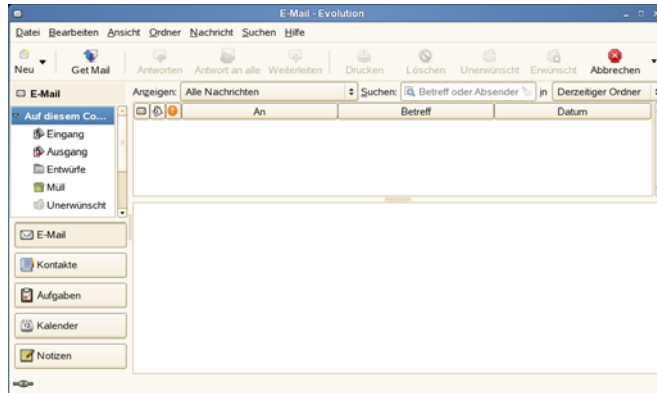 E-Mail - Evolution
Datei Bearbeiten Ansicht Ordner Nachricht Suchen Hilfe
Neu Get Mail Antworten Antwort an alle Weiterleiten Drucken Löschen Unerwünscht Erwünscht Abbrechen
E-Mail Anzeigen: Alle Nachrichten Suchen: Betreff oder Absender in Derzeitiger Ordner
Auf diesem Co... An Betreff Datum
Eingang
Ausgang
Entwürfe
Müll
Unerwünscht
E-Mail
Kontakte
Aufgaben
Kalender
Notizen